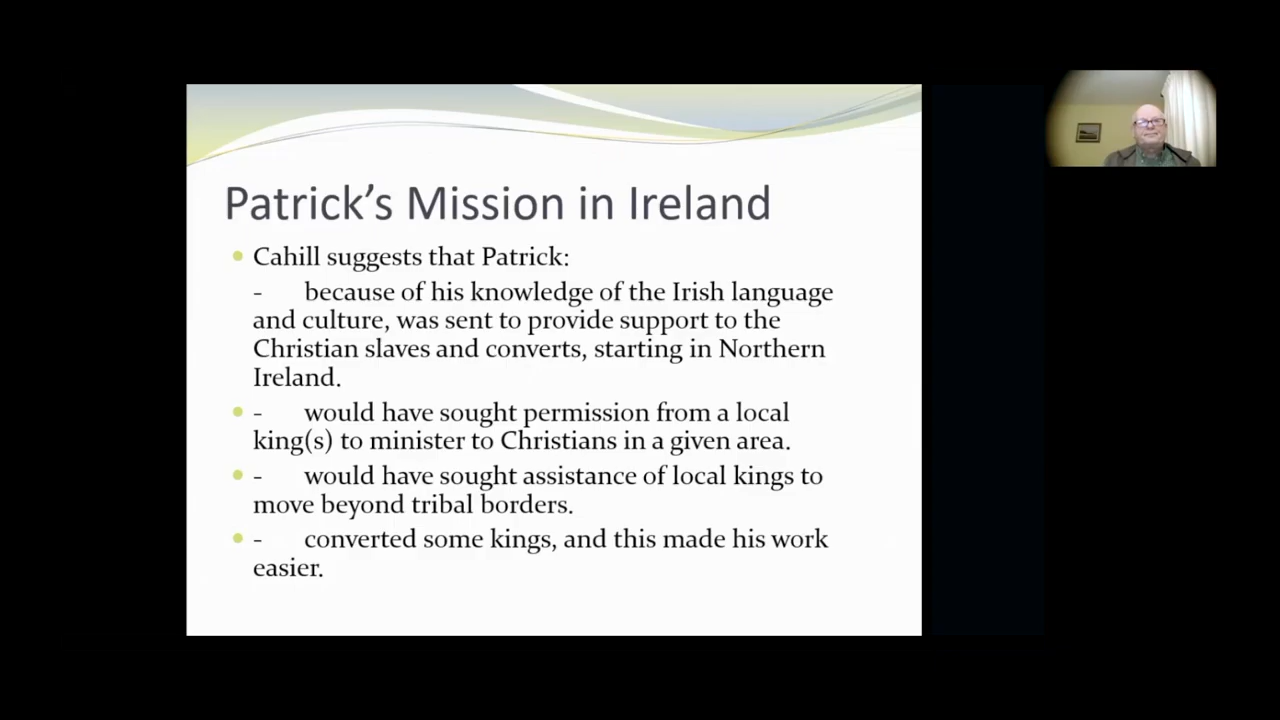 Patrick’s Mission in Ireland
Cahill suggests that Patrick:
- because of his knowledge of the Irish language
and culture, was sent to provide support to the
Christian slaves and converts, starting in Northern
Ireland.
- would have sought permission from a local
king(s) to minister to Christians in a given area.
- would have sought assistance of local kings to
move beyond tribal borders.
- converted some kings, and this made his work
easier.